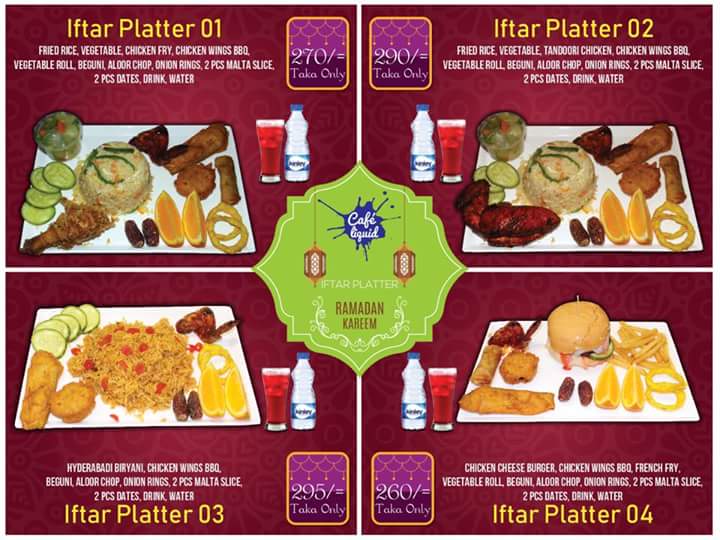 Iftar Platter 01
FRIED RICE, VEGETABLE, CHICKEN FRY, CHICKEN WINGS BBQ,
VEGETABLE ROLL, BEGUNI, ALOOR CHOP, ONION RINGS, 2 PCS MALTA SLICE,
2 PCS DATES, DRINK, WATER
270/=
Taka Only
kinley
Iftar Platter 02
FRIED RICE, VEGETABLE, TANDOORI CHICKEN, CHICKEN WINGS BBQ,
VEGETABLE ROLL, BEGUNI, ALOOR CHOP, ONION RINGS, 2 PCS MALTA SLICE,
2 PCS DATES, DRINK, WATER
290/=
Taka Only
kinley
Café
liquid
IFTAR PLATTER
RAMADAN
KAREEM
kinley
HYDERABADI BIRYANI, CHICKEN WINGS BBQ,
BEGUNI, ALOOR CHOP, ONION RINGS, 2 PCS MALTA SLICE,
2 PCS DATES, DRINK, WATER
Iftar Platter 03
295/=
Taka Only
kinley
CHICKEN CHEESE BURGER, CHICKEN WINGS BBQ, FRENCH FRY,
VEGETABLE ROLL, BEGUNI, ALOOR CHOP, ONION RINGS, 2 PCS MALTA SLICE,
2 PCS DATES, DRINK, WATER
Iftar Platter 04
260/=
Taka Only